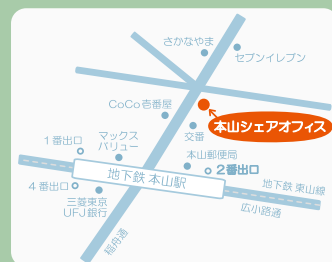 さかなやま
セブンイレブン
CoCo壱番屋
本山シェアオフィス
交番
1番出口
マックス
バリュー
本山郵便局
2番出口
地下鉄 本山駅
4番出口
地下鉄 東山線
三菱東京
UFJ銀行
広小路通
稲舟通